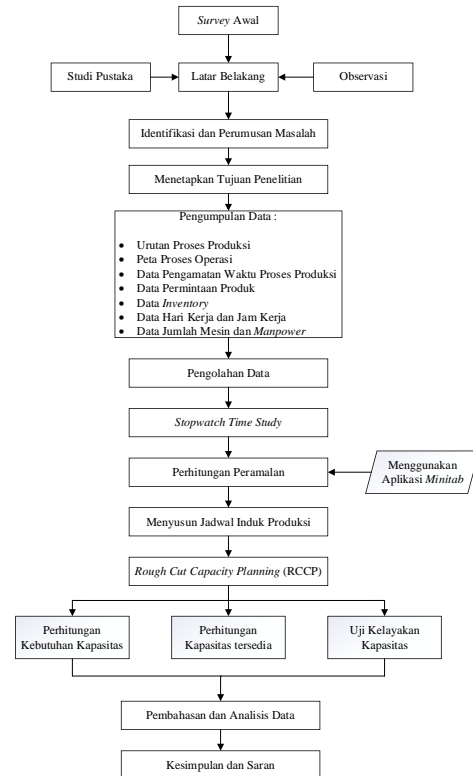 Survey Awal
Studi Pustaka
Latar Belakang
Observasi
Identifikasi dan Perumusan Masalah
Menetapkan Tujuan Penelitian
Pengumpulan Data :
• Urutan Proses Produksi
• Peta Proses Operasi
• Data Pengamatan Waktu Proses Produksi
• Data Permintaan Produk
• Data Inventory
• Data Hari Kerja dan Jam Kerja
• Data Jumlah Mesin dan Manpower
Pengolahan Data
Stopwatch Time Study
Perhitungan Peramalan
Menggunakan
Aplikasi Minitab
Menyusun Jadwal Induk Produksi
Rough Cut Capacity Planning (RCCP)
Perhitungan
Kebutuhan Kapasitas
Perhitungan
Kapasitas tersedia
Uji Kelayakan
Kapasitas
Pembahasan dan Analisis Data
Kesimpulan dan Saran